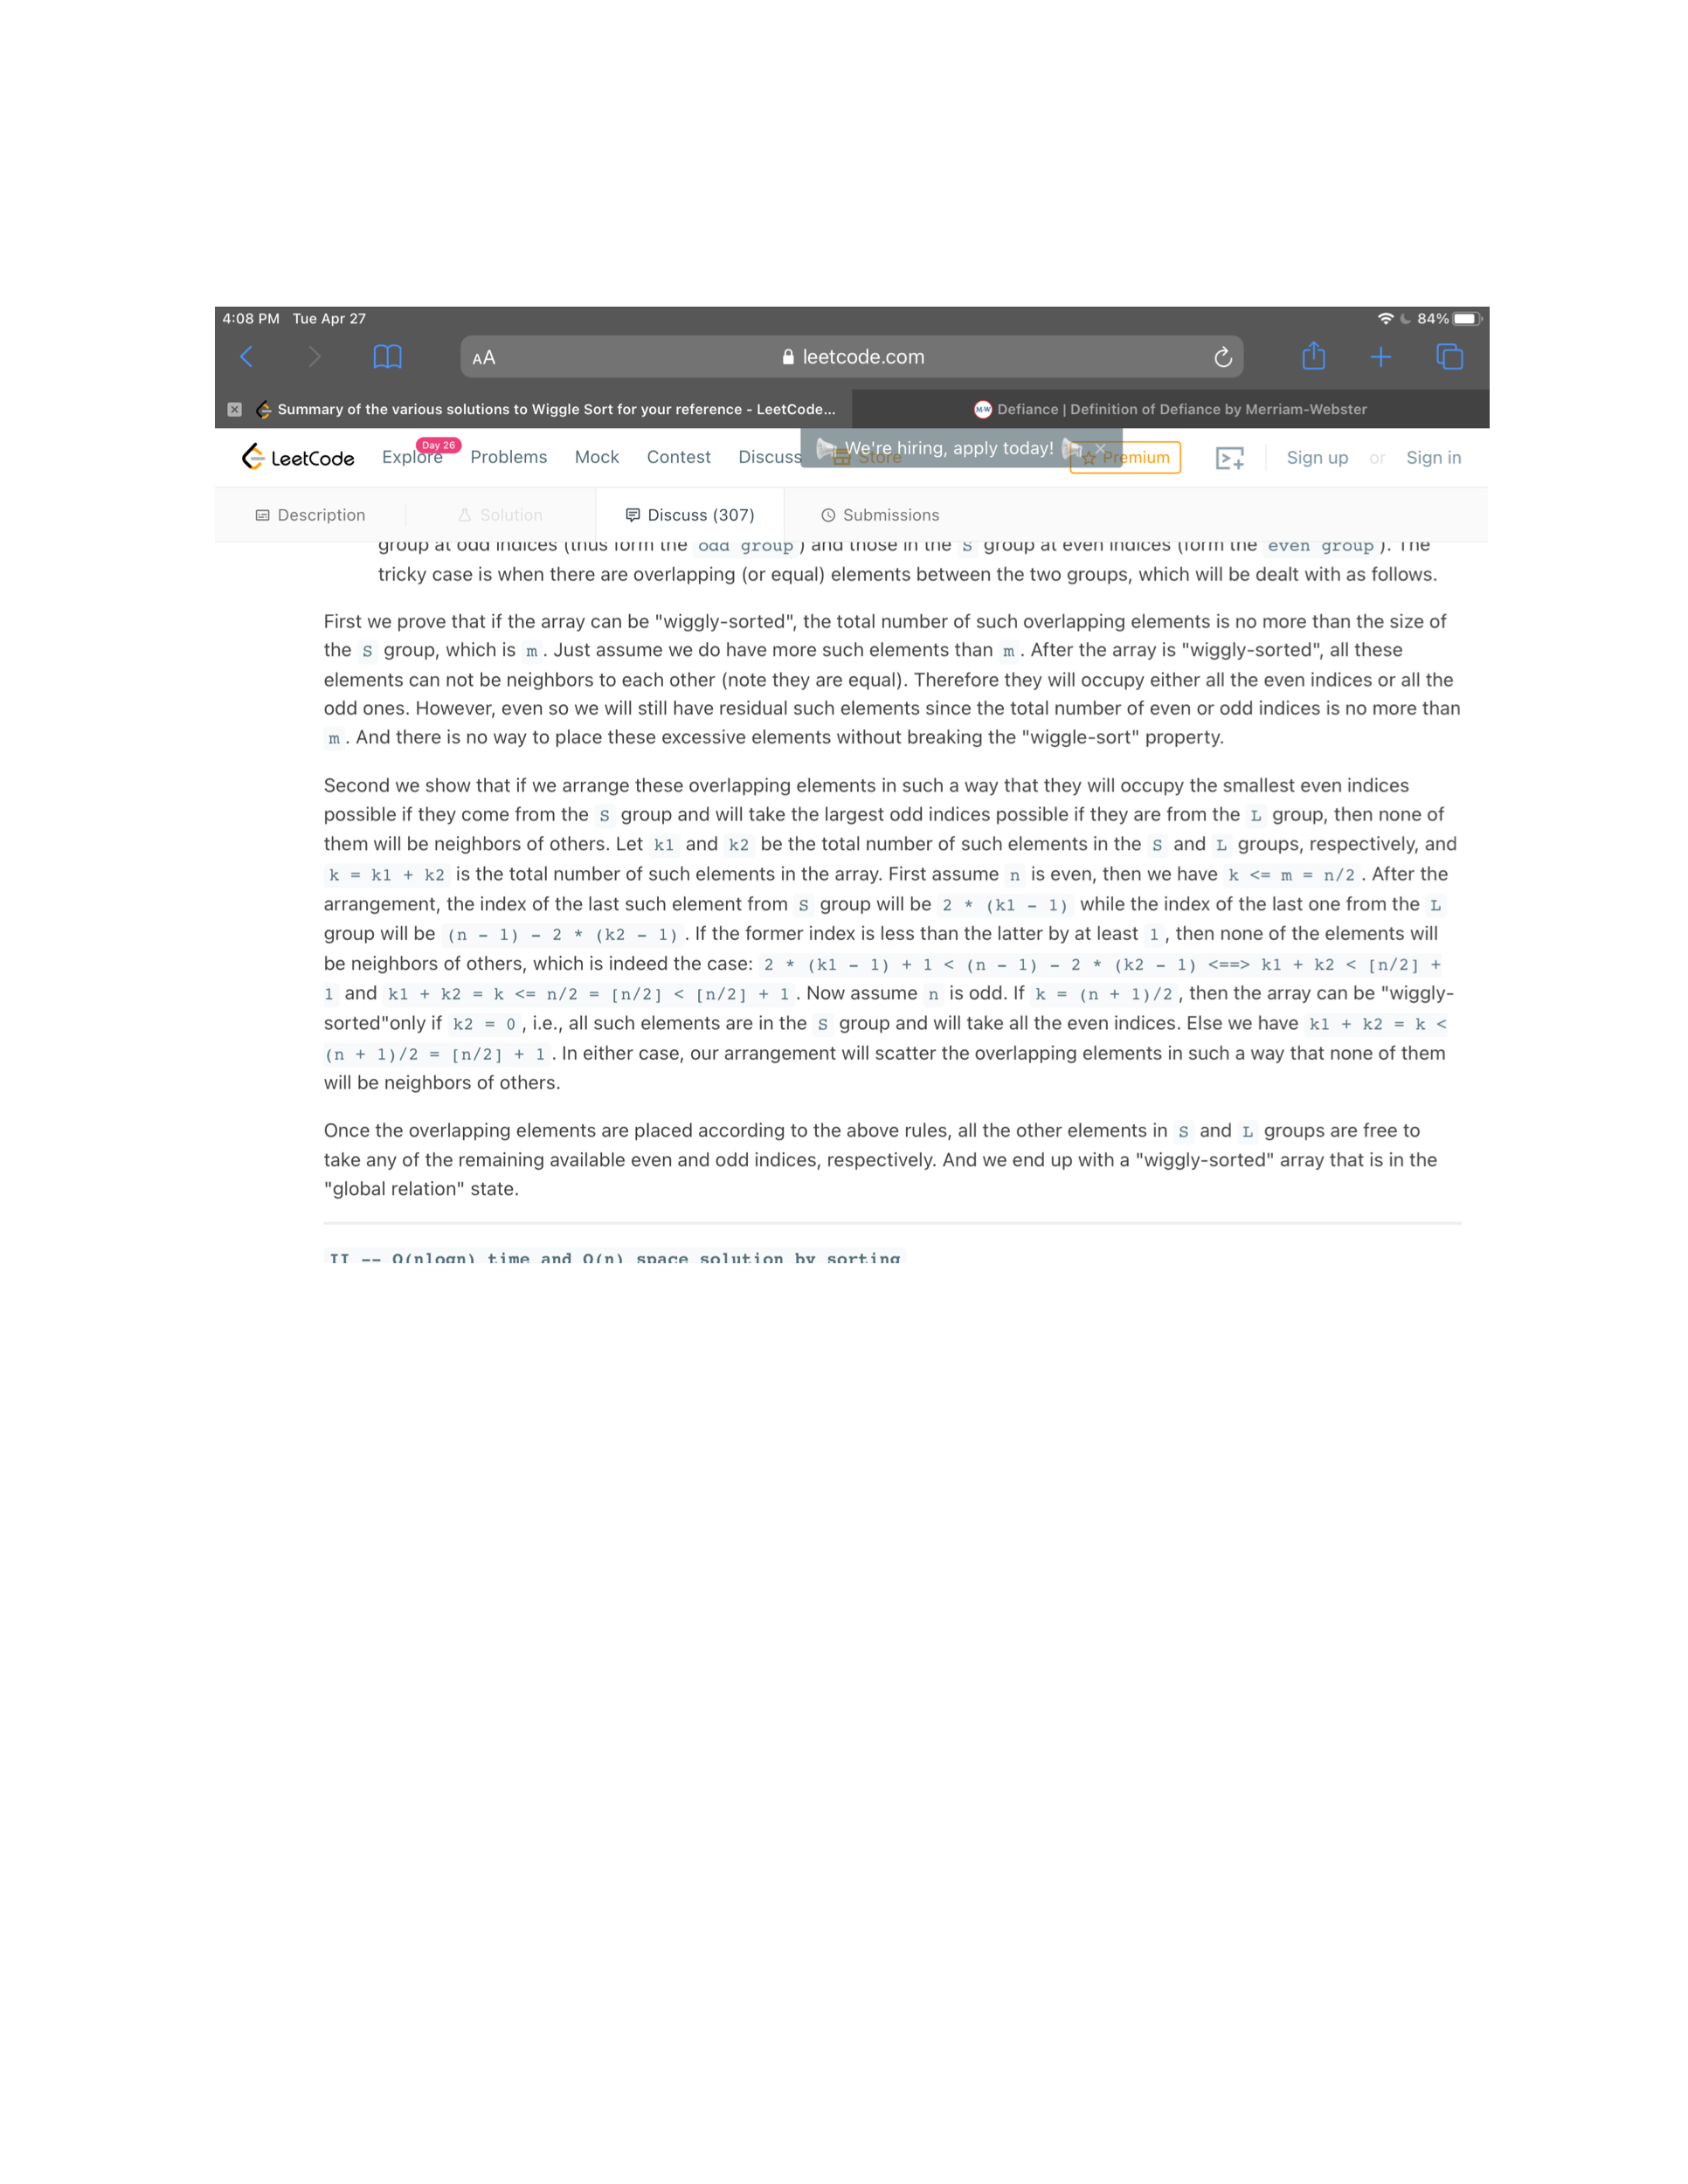 4:08 PM Tue Apr 27
84%
AA
leetcode.com
Summary of the various solutions to Wiggle Sort for your reference - LeetCode...
M-W Defiance | Definition of Defiance by Merriam-Webster
LeetCode
Explore Day 26 Problems Mock Contest Discuss Store Premium Sign up or Sign in
We're hiring, apply today!
Description Solution Discuss (307) Submissions
group at odd indices (thus form the odd group ) and those in the S group at even indices (form the even group ). The
tricky case is when there are overlapping (or equal) elements between the two groups, which will be dealt with as follows.
First we prove that if the array can be "wiggly-sorted", the total number of such overlapping elements is no more than the size of
the S group, which is m . Just assume we do have more such elements than m . After the array is "wiggly-sorted", all these
elements can not be neighbors to each other (note they are equal). Therefore they will occupy either all the even indices or all the
odd ones. However, even so we will still have residual such elements since the total number of even or odd indices is no more than
m . And there is no way to place these excessive elements without breaking the "wiggle-sort" property.
Second we show that if we arrange these overlapping elements in such a way that they will occupy the smallest even indices
possible if they come from the S group and will take the largest odd indices possible if they are from the L group, then none of
them will be neighbors of others. Let k1 and k2 be the total number of such elements in the S and L groups, respectively, and
k = k1 + k2 is the total number of such elements in the array. First assume n is even, then we have k <= m = n/2 . After the
arrangement, the index of the last such element from S group will be 2 * (k1 - 1) while the index of the last one from the L
group will be (n - 1) - 2 * (k2 - 1) . If the former index is less than the latter by at least 1 , then none of the elements will
be neighbors of others, which is indeed the case: 2 * (k1 - 1) + 1 < (n - 1) - 2 * (k2 - 1) <==> k1 + k2 < [n/2] +
1 and k1 + k2 = k <= n/2 = [n/2] < [n/2] + 1 . Now assume n is odd. If k = (n + 1)/2 , then the array can be "wiggly-
sorted"only if k2 = 0 , i.e., all such elements are in the S group and will take all the even indices. Else we have k1 + k2 = k <
(n + 1)/2 = [n/2] + 1 . In either case, our arrangement will scatter the overlapping elements in such a way that none of them
will be neighbors of others.
Once the overlapping elements are placed according to the above rules, all the other elements in S and L groups are free to
take any of the remaining available even and odd indices, respectively. And we end up with a "wiggly-sorted" array that is in the
"global relation" state.
II -- O(nlogn) time and O(n) space solution by sorting